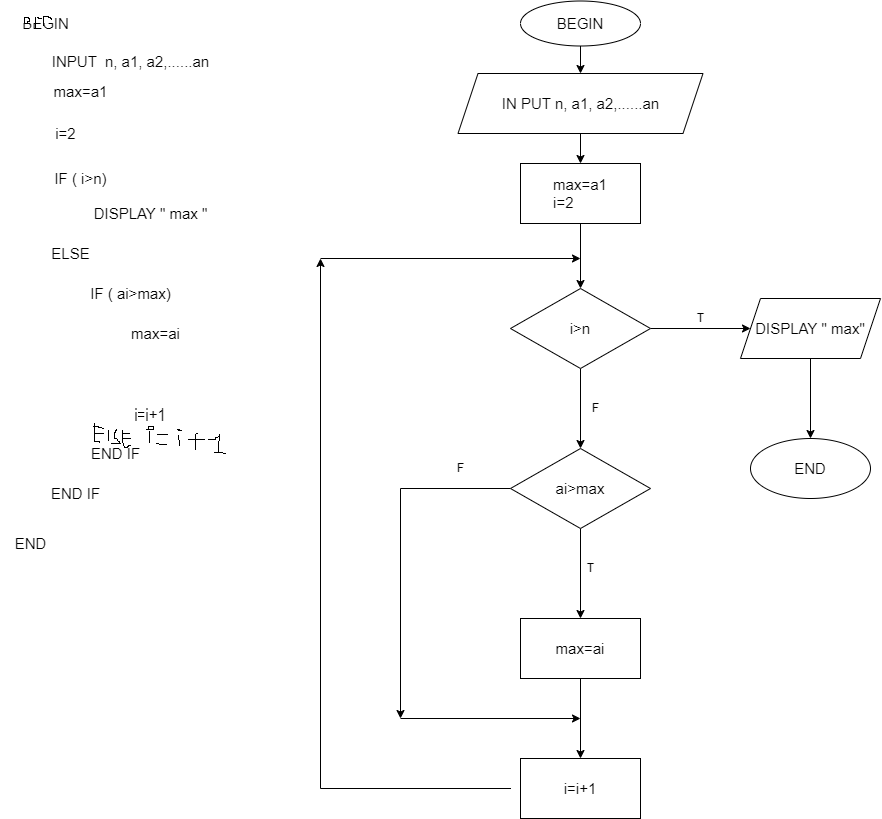 BEGIN
INPUT n, a1, a2,......an
max=a1
i=2
IF ( i>n)
DISPLAY " max "
ELSE
IF ( ai>max)
max=ai
i=i+1
ElSE i=i+1
END IF
END IF
END
BEGIN
IN PUT n, a1, a2,......an
max=a1
i=2
i>n
T
DISPLAY " max"
F
END
ai>max
F
T
max=ai
i=i+1